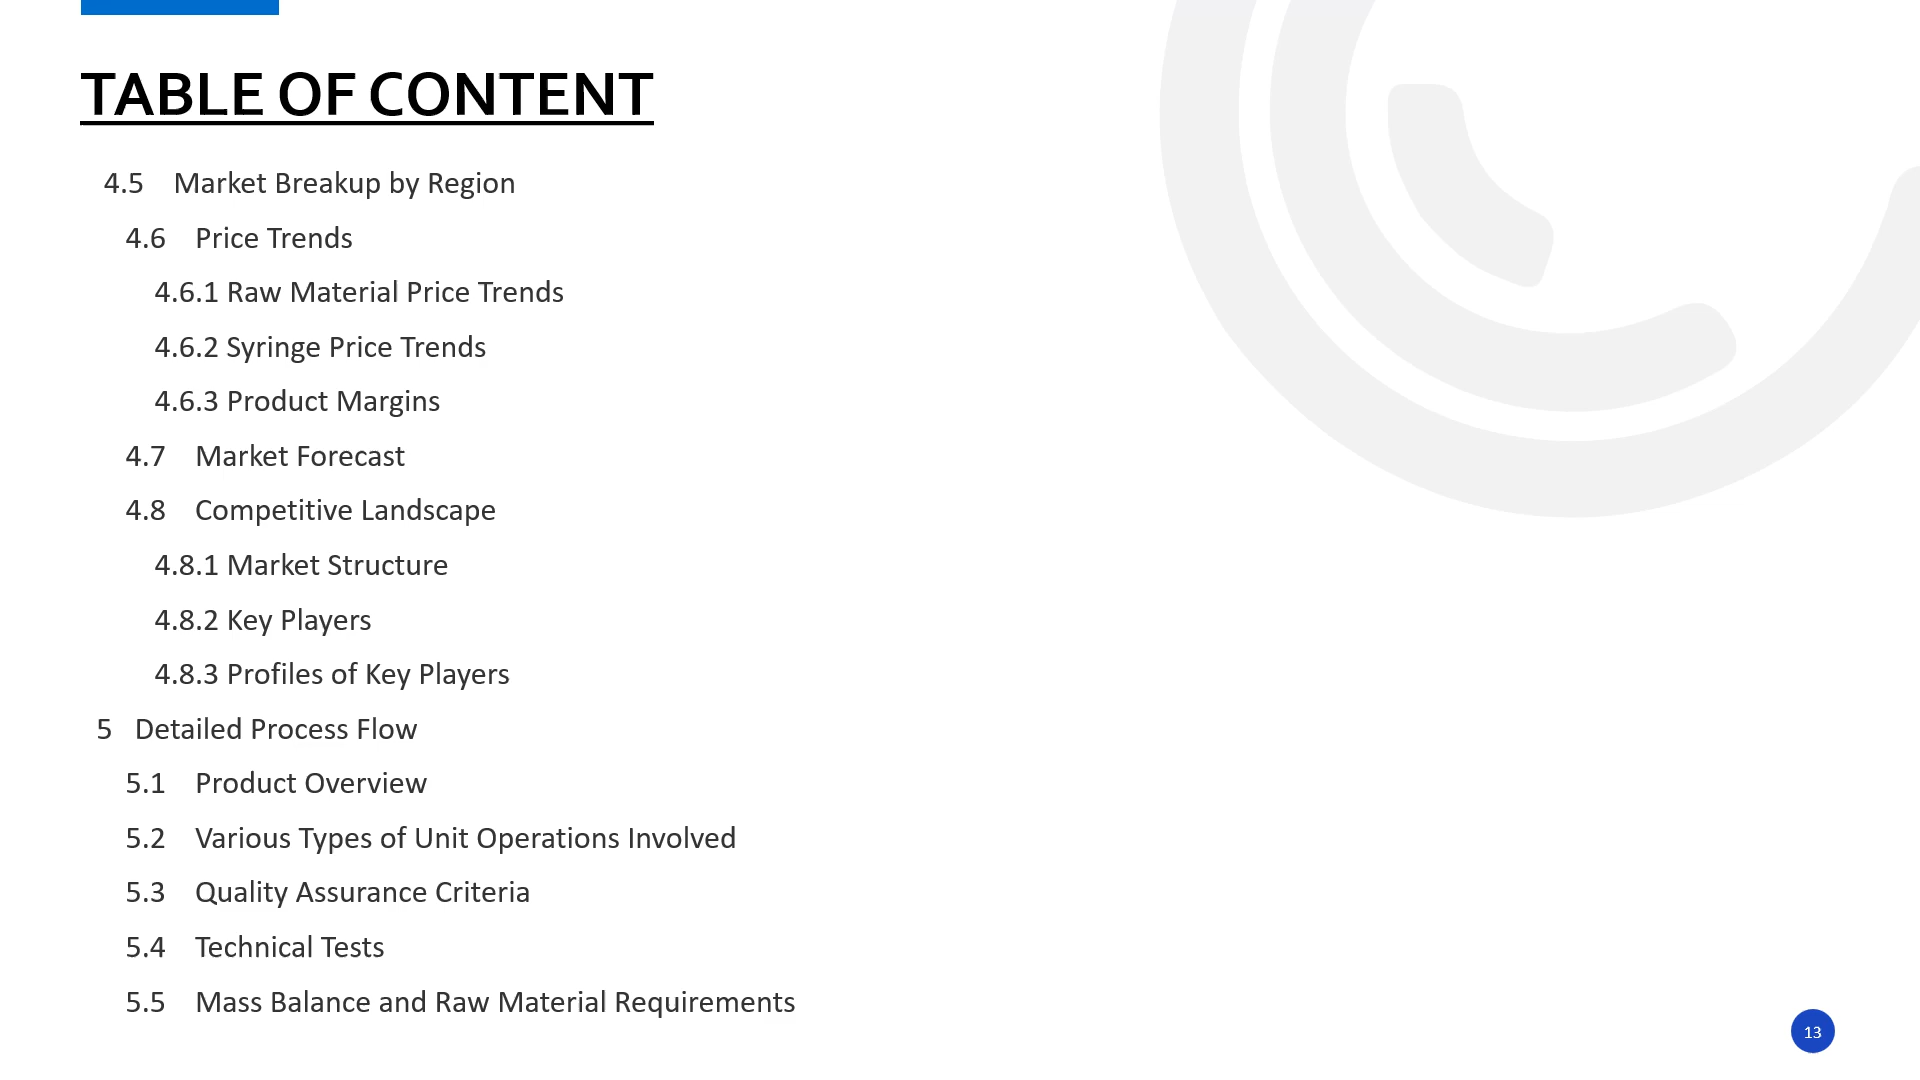 TABLE OF CONTENT
4.5 Market Breakup by Region
4.6 Price Trends
4.6.1 Raw Material Price Trends
4.6.2 Syringe Price Trends
4.6.3 Product Margins
4.7 Market Forecast
4.8 Competitive Landscape
4.8.1 Market Structure
4.8.2 Key Players
4.8.3 Profiles of Key Players
5 Detailed Process Flow
5.1 Product Overview
5.2 Various Types of Unit Operations Involved
5.3 Quality Assurance Criteria
5.4 Technical Tests
5.5 Mass Balance and Raw Material Requirements
13